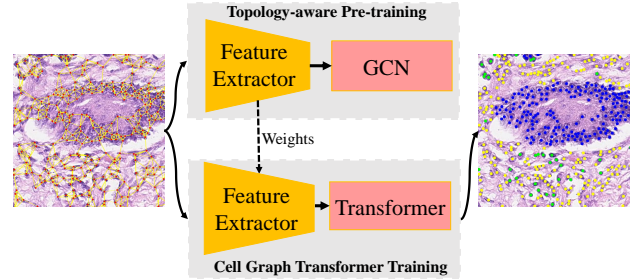 Topology-aware Pre-training
Feature
Extractor
GCN
Weights
Feature
Extractor
Transformer
Cell Graph Transformer Training